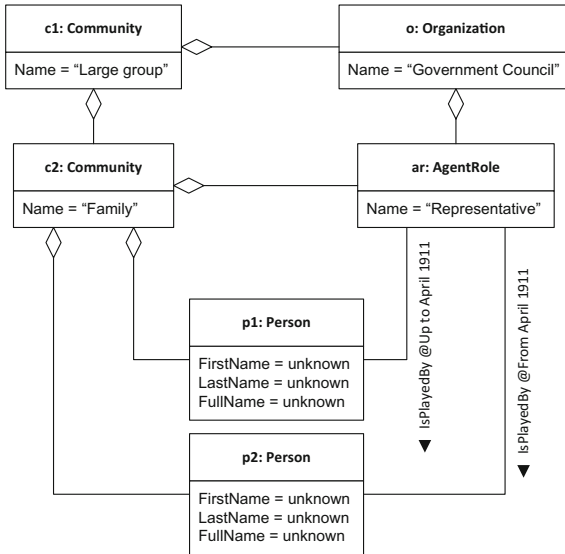 c1: Community
Name = “Large group”
o: Organization
Name = “Government Council”
c2: Community
Name = “Family”
ar: AgentRole
Name = “Representative”
p1: Person
FirstName = unknown
LastName = unknown
FullName = unknown
IsPlayedBy @Up to April 1911
IsPlayedBy @From April 1911
p2: Person
FirstName = unknown
LastName = unknown
FullName = unknown